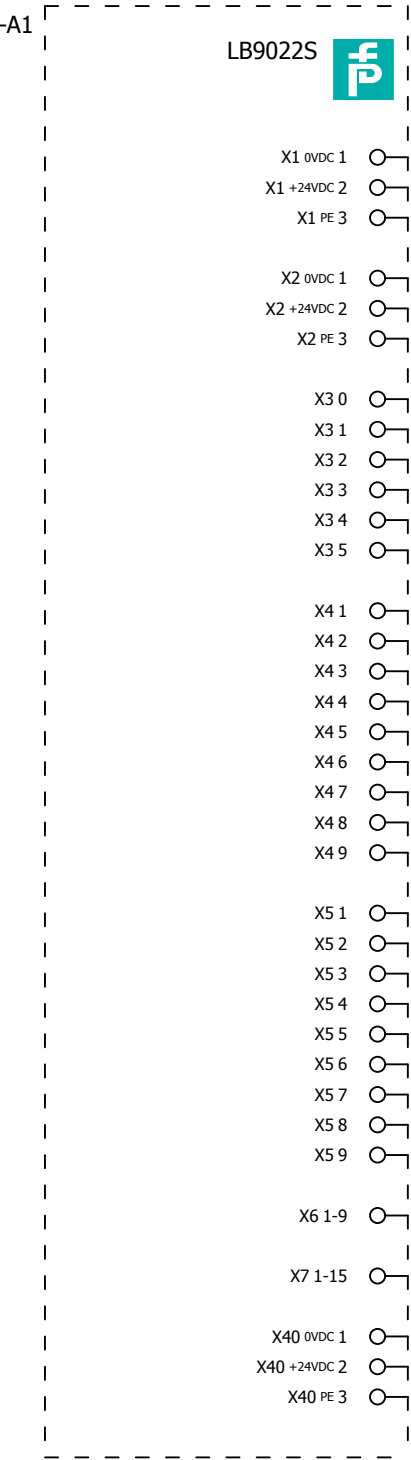 -A1
LB9022S
X1 0VDC 1
X1 +24VDC 2
X1 PE 3
X2 0VDC 1
X2 +24VDC 2
X2 PE 3
X3 0
X3 1
X3 2
X3 3
X3 4
X3 5
X4 1
X4 2
X4 3
X4 4
X4 5
X4 6
X4 7
X4 8
X4 9
X5 1
X5 2
X5 3
X5 4
X5 5
X5 6
X5 7
X5 8
X5 9
X6 1-9
X7 1-15
X40 0VDC 1
X40 +24VDC 2
X40 PE 3